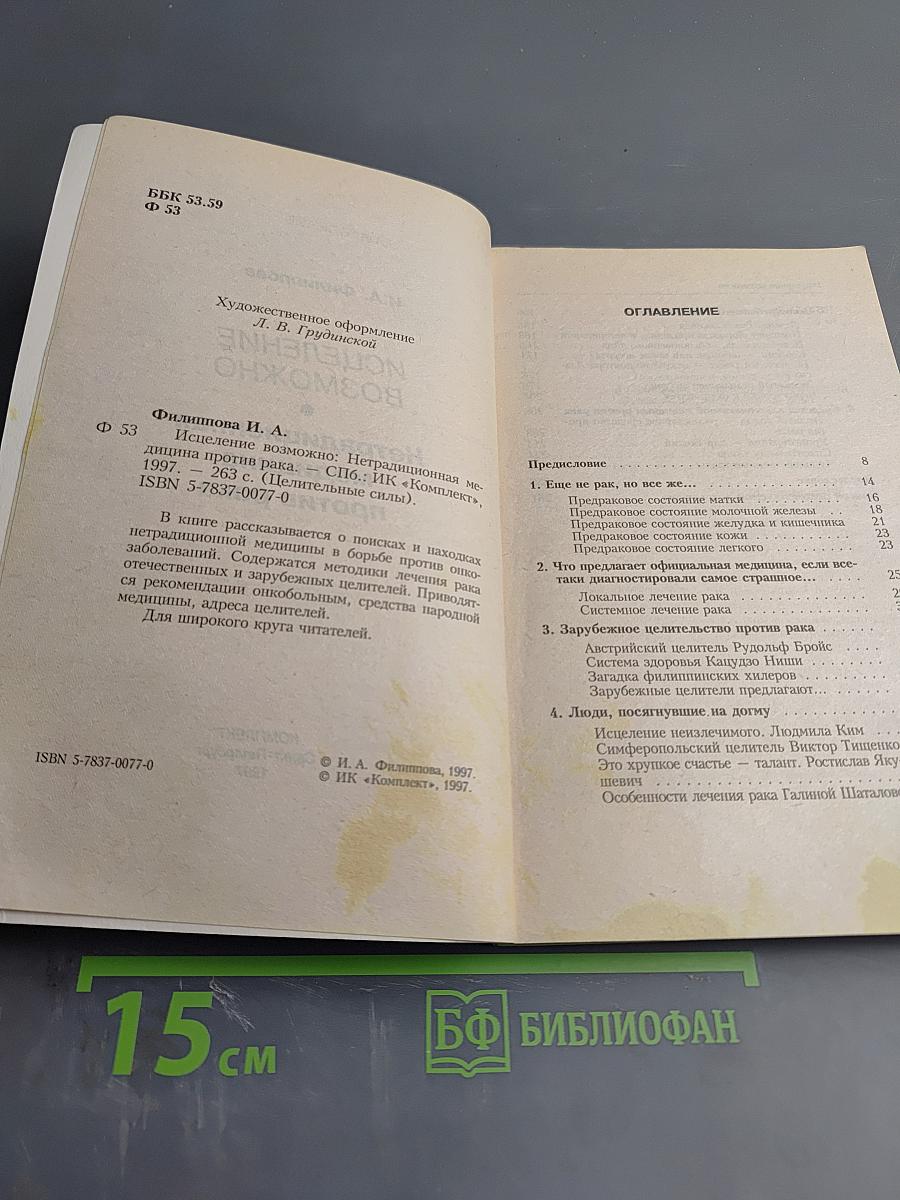 ББК 53.59
Ф 53
Художественное оформление
Л. В. Грудинской
Филиппова И. А.
Ф 53
Исцеление возможно: Нетрадиционная ме-
дицина против рака. — СПб.: ИК «Комплект»,
1997. — 263 с. (Целительные силы).
ISBN 5-7837-0077-0
В книге рассказывается о поисках и находках
нетрадиционной медицины в борьбе против онко-
заболеваний. Содержатся методики лечения рака
отечественных и зарубежных целителей. Приводят-
ся рекомендации онкобольным, средства народной
медицины, адреса целителей.
Для широкого круга читателей.
ISBN 5-7837-0077-0
© И. А. Филиппова, 1997.
© ИК «Комплект», 1997.
ОГЛАВЛЕНИЕ
Предисловие . . . . . . . . . . . . . . . . . . . . 8
1. Еще не рак, но все же... . . . . . . . . . . . . 14
Предраковое состояние матки . . . . . . . 16
Предраковое состояние молочной железы . . 18
Предраковое состояние желудка и кишечника 21
Предраковое состояние кожи . . . . . . . . 23
Предраковое состояние легкого . . . . . . . 23
2. Что предлагает официальная медицина, если все-
таки диагностировали самое страшное... . . . . 25
Локальное лечение рака . . . . . . . . . .
Системное лечение рака . . . . . . . . . .
3. Зарубежное целительство против рака . . . . . .
Австрийский целитель Рудольф Бройс . . . .
Система здоровья Кацудзо Ниши . . . . . .
Загадка филиппинских хилеров . . . . . . .
Зарубежные целители предлагают... . . . . .
4. Люди, посягнувшие на догму . . . . . . . . . .
Исцеление неизлечимого. Людмила Ким . . .
Симферопольский целитель Виктор Тищенко
Это хрупкое счастье — талант. Ростислав Яку-
шевич . . . . . . . . . . . . . . . . . . .
Особенности лечения рака Галиной Шаталово
15 см
БФ БИБЛИОФАН